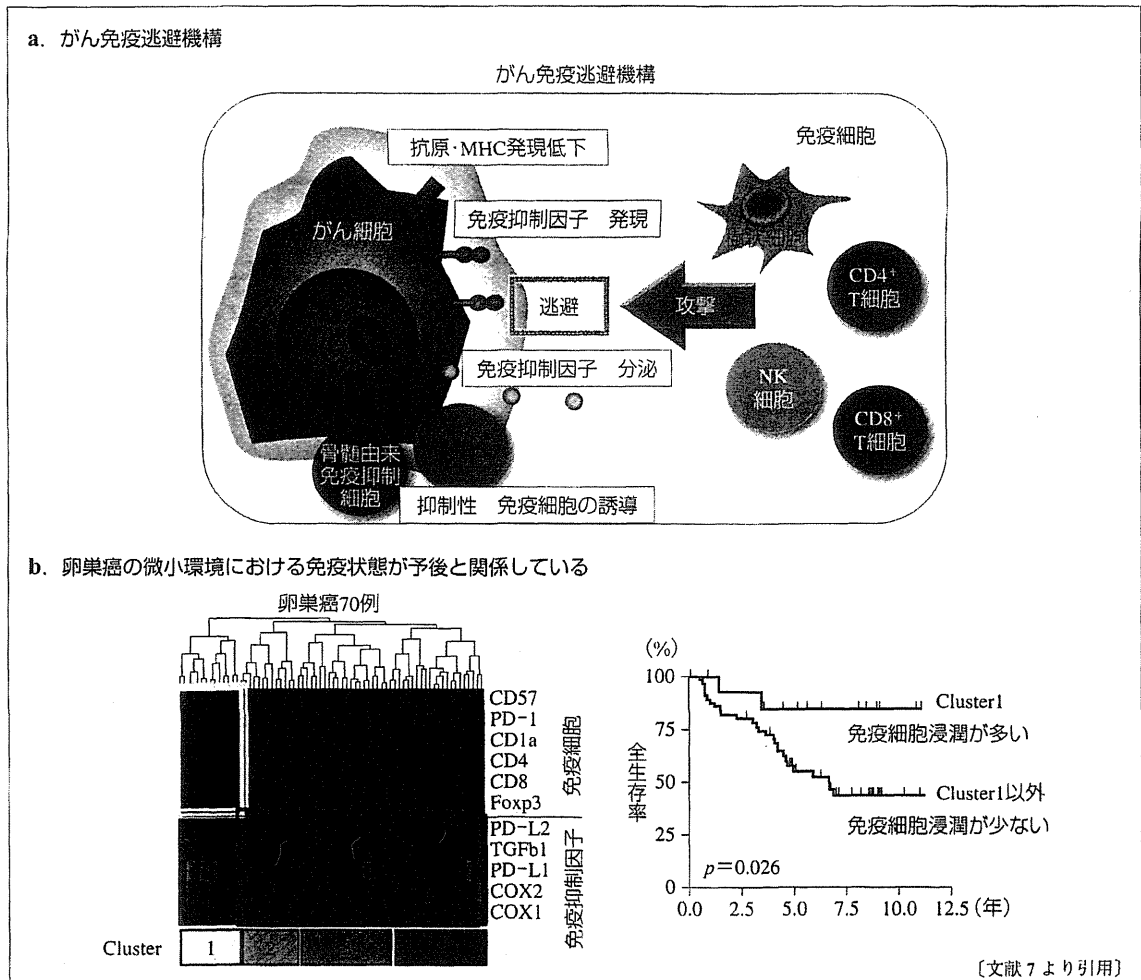 a. がん免疫逃避機構
がん免疫逃避機構
抗原・MHC発現低下
免疫細胞
がん細胞
免疫抑制因子 発現
CD4⁺
T細胞
逃避
攻撃
免疫抑制因子 分泌
NK
細胞
CD8⁺
T細胞
骨髄由来
免疫抑制
細胞
抑制性 免疫細胞の誘導
b. 卵巣癌の微小環境における免疫状態が予後と関係している
卵巣癌70例
CD57
PD-1
CD1a
CD4
CD8
Foxp3
免疫細胞
PD-L2
TGFb1
PD-L1
COX2
COX1
免疫抑制因子
Cluster
1
(%)
100
75
50
25
0
全生存率
Cluster1
免疫細胞浸潤が多い
Cluster1以外
免疫細胞浸潤が少ない
p=0.026
0.0 2.5 5.0 7.5 10.0 12.5(年)
〔文献7より引用〕